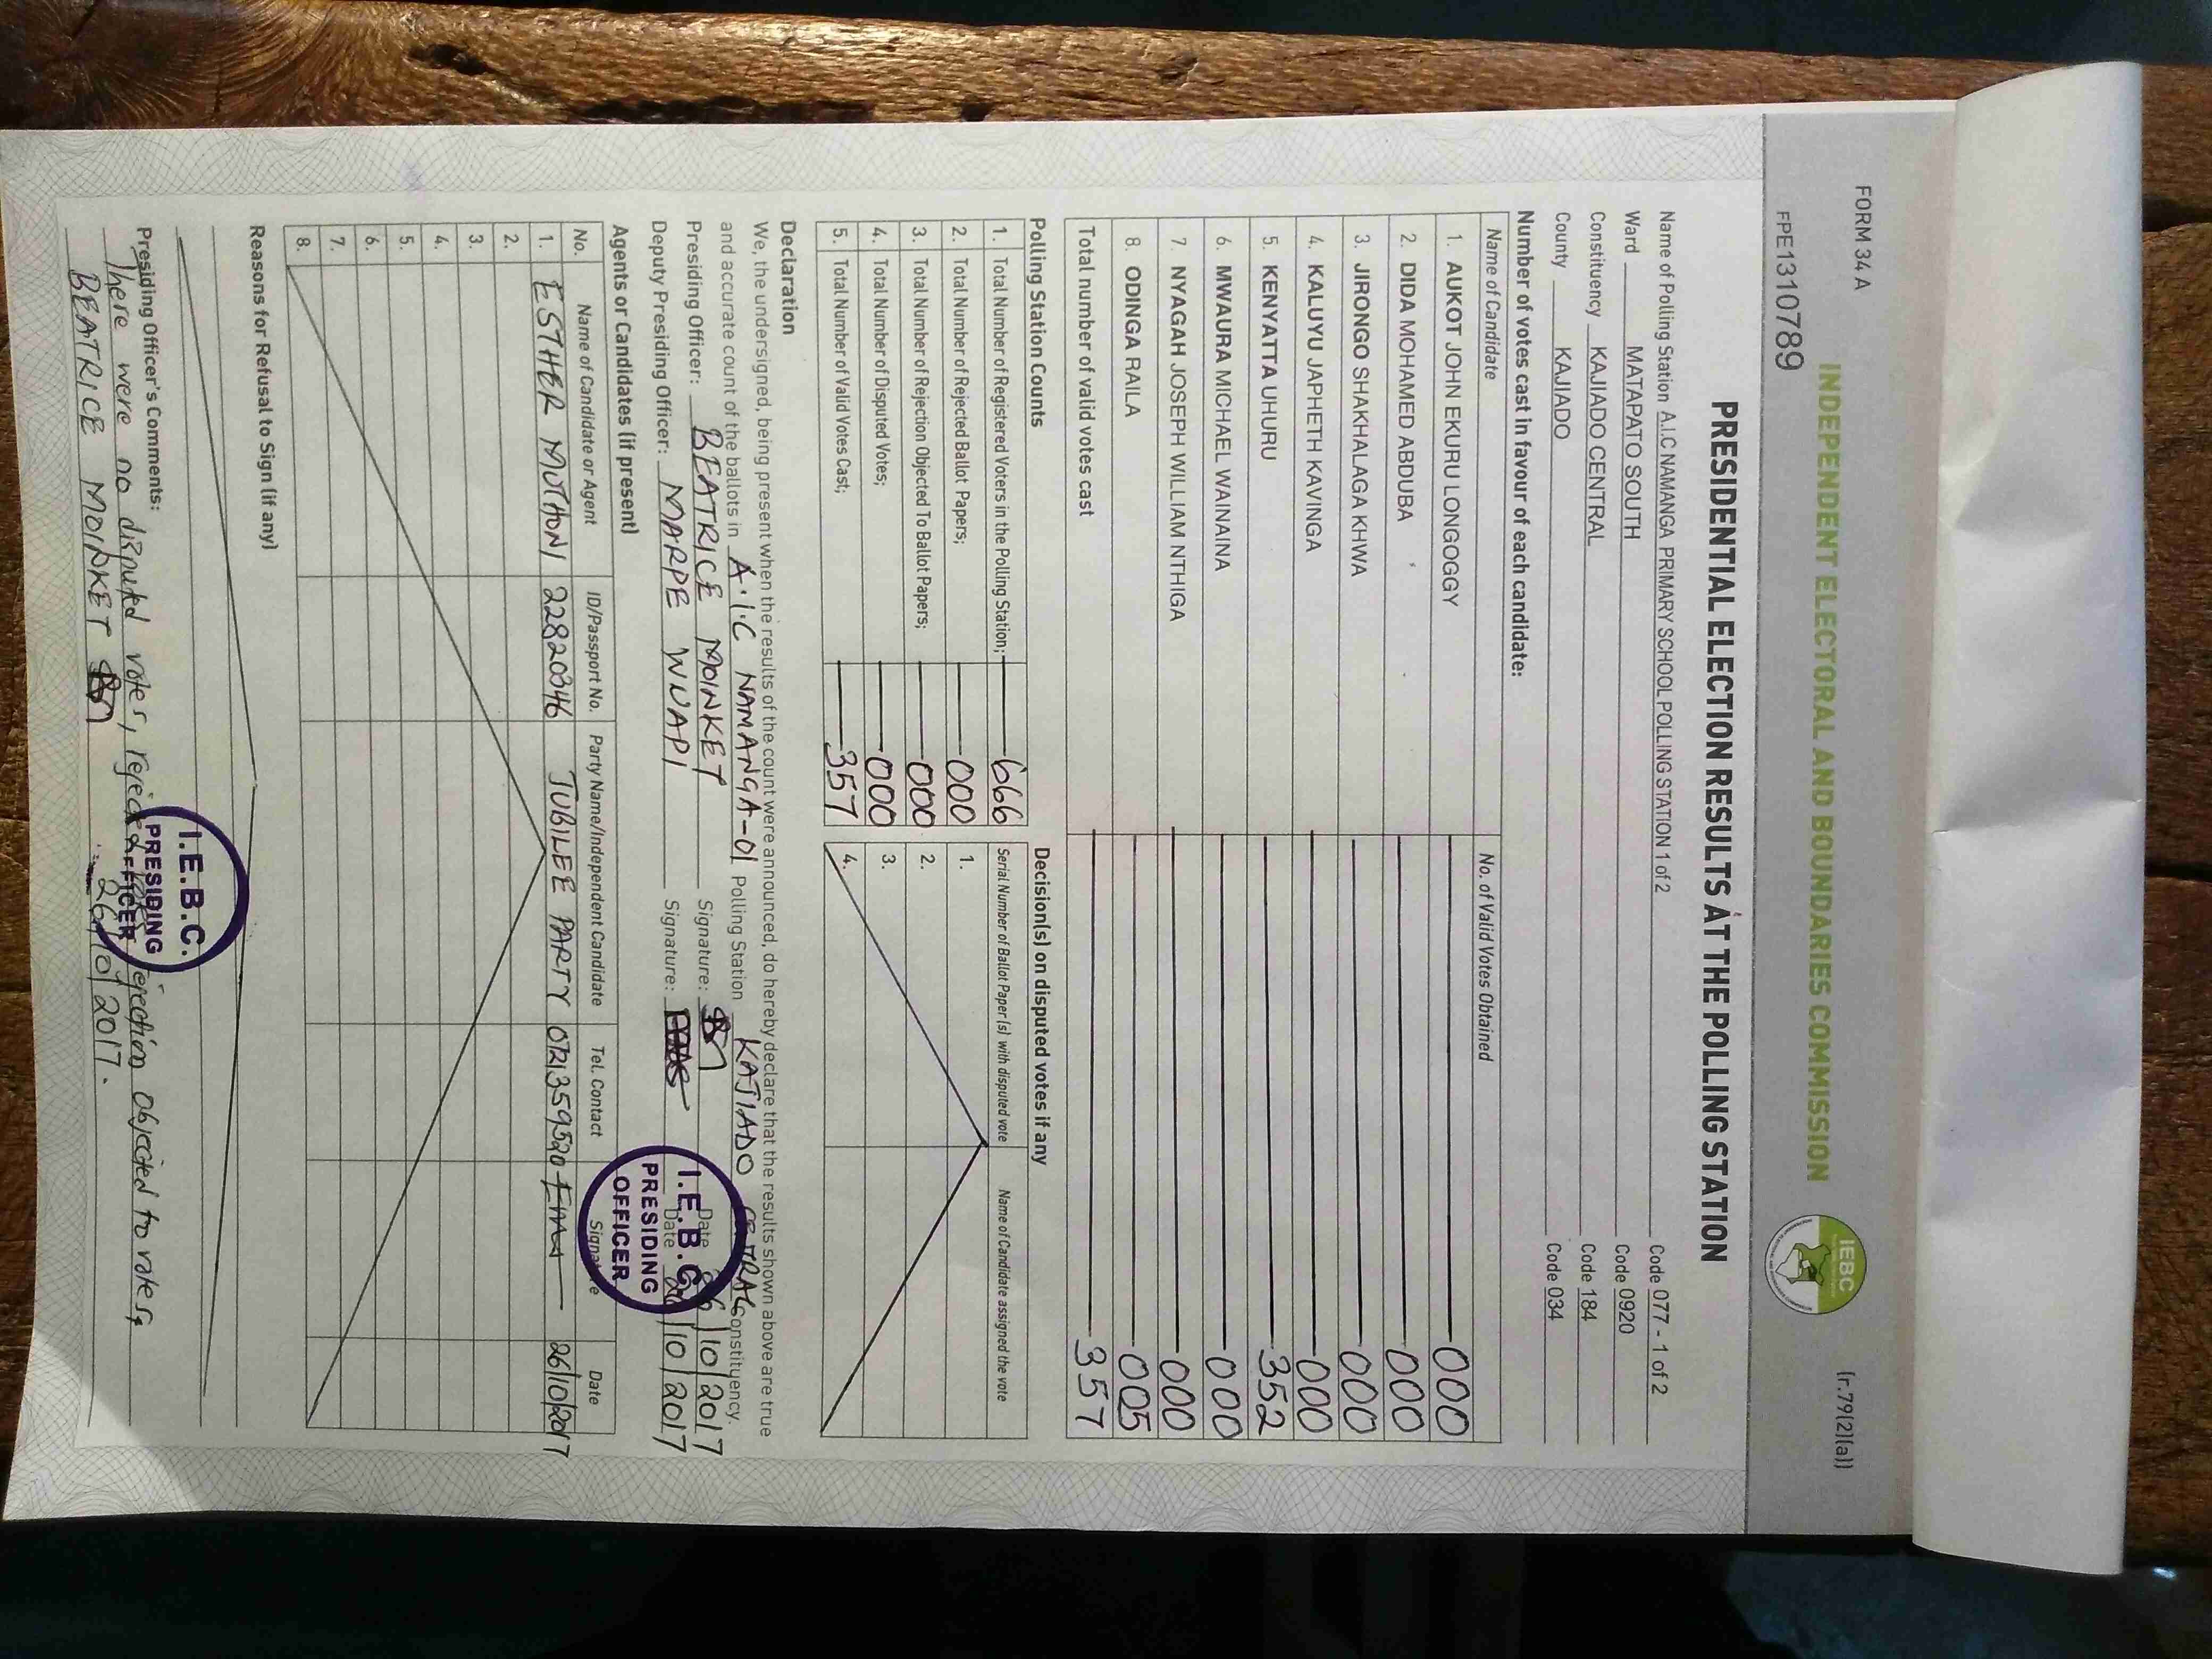 FORM 34 A
(r.79(2)(a))
INDEPENDENT ELECTORAL AND BOUNDARIES COMMISSION
IEBC
FPE1310789
PRESIDENTIAL ELECTION RESULTS AT THE POLLING STATION
Name of Polling Station A.I.C NAMANGA PRIMARY SCHOOL POLLING STATION 1 of 2 Code 077 - 1 of 2
Ward MATAPATO SOUTH Code 0920
Constituency KAJIADO CENTRAL Code 184
County KAJIADO Code 034
Number of votes cast in favour of each candidate:
Name of Candidate No. of Valid Votes Obtained
1. AUKOT JOHN EKURU LONGOGGY 000
2. DIDA MOHAMED ABDUBA 000
3. JIRONGO SHAKHALAGA KHWA 000
4. KALUYU JAPHETH KAVINGA 000
5. KENYATTA UHURU 352
6. MWAURA MICHAEL WAINAINA 000
7. NYAGAH JOSEPH WILLIAM NTHIGA 000
8. ODINGA RAILA 005
Total number of valid votes cast 357
Polling Station Counts
1. Total Number of Registered Voters in the Polling Station; 666
2. Total Number of Rejected Ballot Papers; 000
3. Total Number of Rejection Objected To Ballot Papers; 000
4. Total Number of Disputed Votes; 000
5. Total Number of Valid Votes Cast; 357
Decision(s) on disputed votes if any
Serial Number of Ballot Paper (s) with disputed vote Name of Candidate assigned the vote
1.
2.
3.
4.
Declaration
We, the undersigned, being present when the results of the count were announced, do hereby declare that the results shown above are true
and accurate count of the ballots in A.I.C NAMANGA-01 Polling Station KAJIADO CENTRAL Constituency.
Presiding Officer: BEATRICE MOINKET Signature: Date 26/10/2017
Deputy Presiding Officer: MARPE WUAPI Signature: Date 26/10/2017
I.E.B.C.
PRESIDING
OFFICER
Agents or Candidates (if present)
No. Name of Candidate or Agent ID/Passport No. Party Name/Independent Candidate Tel. Contact Signature Date
1. ESTHER MUTHONI 22820346 JUBILEE PARTY 0721359520 26/10/2017
2.
3.
4.
5.
6.
7.
8.
Reasons for Refusal to Sign (if any)
I.E.B.C.
PRESIDING
OFFICER
Presiding Officer's Comments:
There were no disputed votes, rejected rejection objected to votes,
BEATRICE MOINKET 26/10/2017.